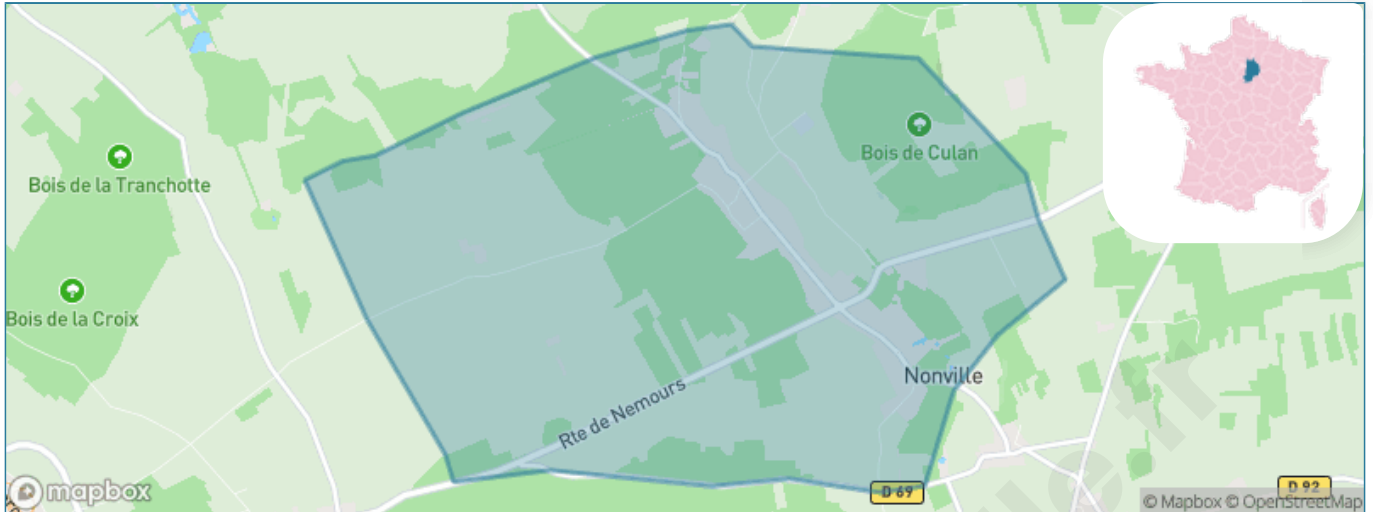 Bois de Culan
Bois de la Tranchotte
Bois de la Croix
Nonville
Rte de Nemours
D 69
D 92
mapbox
© Mapbox © OpenStreetMap